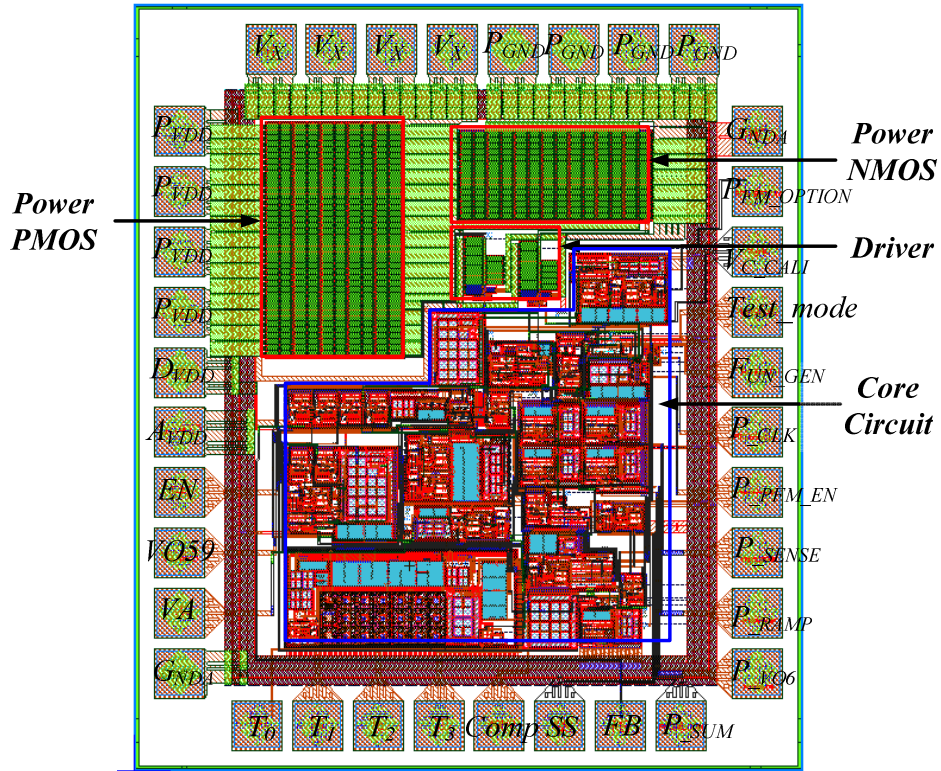 V_X V_X V_X V_X P_GND P_GND P_GND P_GND
P_VDD
P_VDD
P_VDD
P_VDD
D_VDD
A_VDD
EN
VO59
VA
G_NDA
Power
PMOS
G_NDA
P_FM_OPTION
V_C_CALI
Test_mode
F_UN_GEN
P_CLK
P_PFM_EN
P_SENSE
P_RAMP
P_VO6
Power
NMOS
Driver
Core
Circuit
T_0 T_1 T_2 T_3 Comp SS FB P_SUM